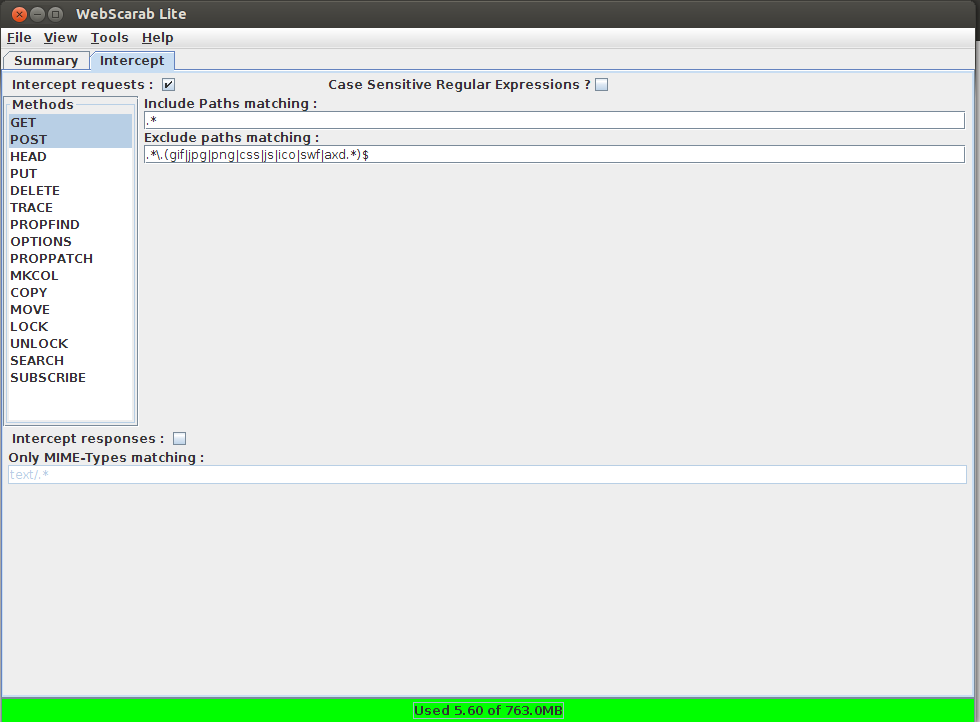 WebScarab Lite
File View Tools Help
Summary Intercept
Intercept requests : Case Sensitive Regular Expressions ?
Methods
Include Paths matching :
GET
.*
POST
Exclude paths matching :
HEAD
.*\.(gif|jpg|png|css|js|ico|swf|axd.*)$
PUT
DELETE
TRACE
PROPFIND
OPTIONS
PROPPATCH
MKCOL
COPY
MOVE
LOCK
UNLOCK
SEARCH
SUBSCRIBE
Intercept responses :
Only MIME-Types matching :
text/.*
Used 5.60 of 763.0MB